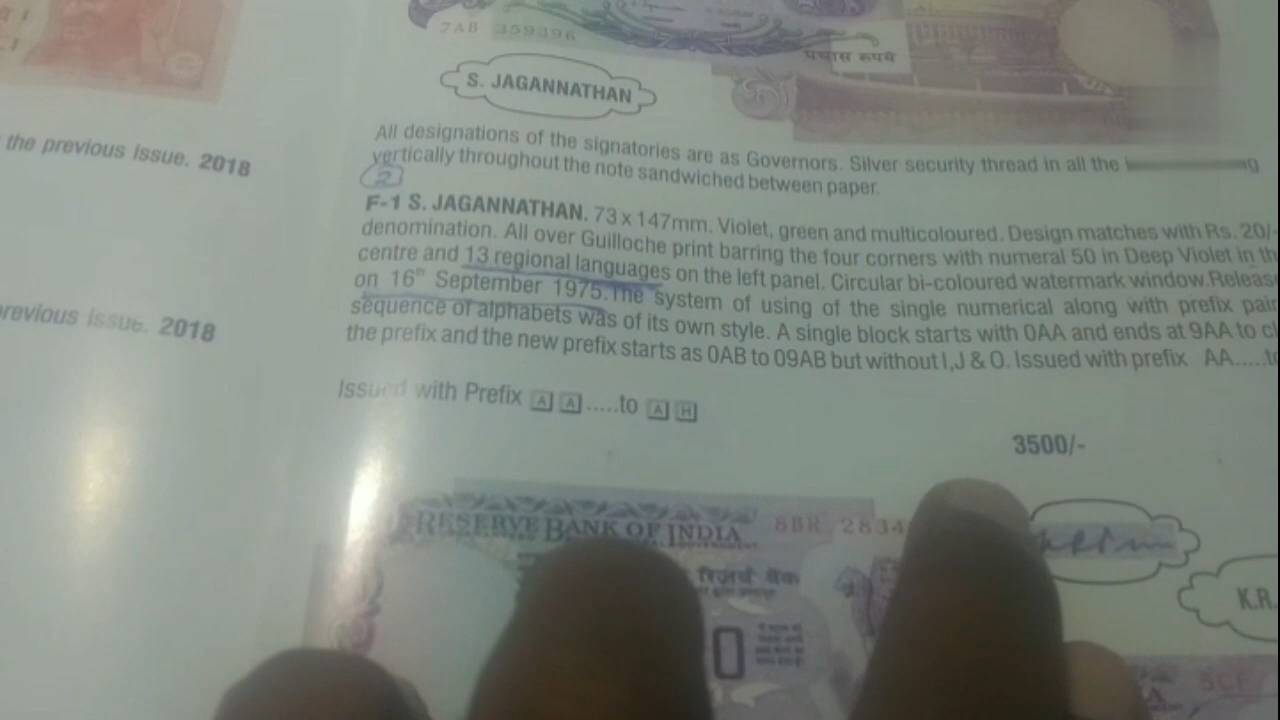 7A8 359396
पचास रूपये
S. JAGANNATHAN
the previous issue. 2018
All designations of the signatories are as Governors. Silver security thread in all the
vertically throughout the note sandwiched between paper.
2
F-1 S. JAGANNATHAN. 73 x 147mm. Violet, green and multicoloured. Design matches with Rs. 20/-
denomination. All over Guilloche print barring the four corners with numeral 50 in Deep Violet in th
centre and 13 regional languages on the left panel. Circular bi-coloured watermark window.Release
on 16th September 1975.The system of using of the single numerical along with prefix pair
sequence of alphabets was of its own style. A single block starts with 0AA and ends at 9AA to cl
the prefix and the new prefix starts as 0AB to 09AB but without I,J & O. Issued with prefix AA.....to
previous issue. 2018
Issued with Prefix A A .....to A H
3500/-
RESERVE BANK OF INDIA 8BR 2834
रिज़र्व बैंक
K.R.
0
5CF